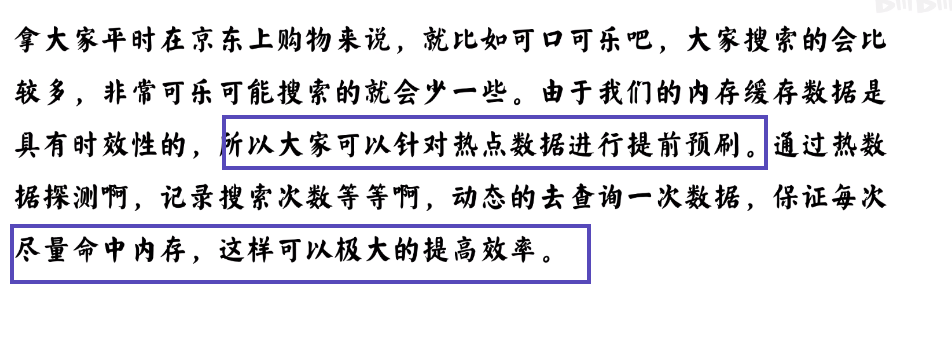 拿大家平时在京东上购物来说，就比如可口可乐吧，大家搜索的会比
较多，非常可乐可能搜索的就会少一些。由于我们的内存缓存数据是
具有时效性的，所以大家可以针对热点数据进行提前预刷。通过热数
据探测啊，记录搜索次数等等啊，动态的去查询一次数据，保证每次
尽量命中内存，这样可以极大的提高效率。